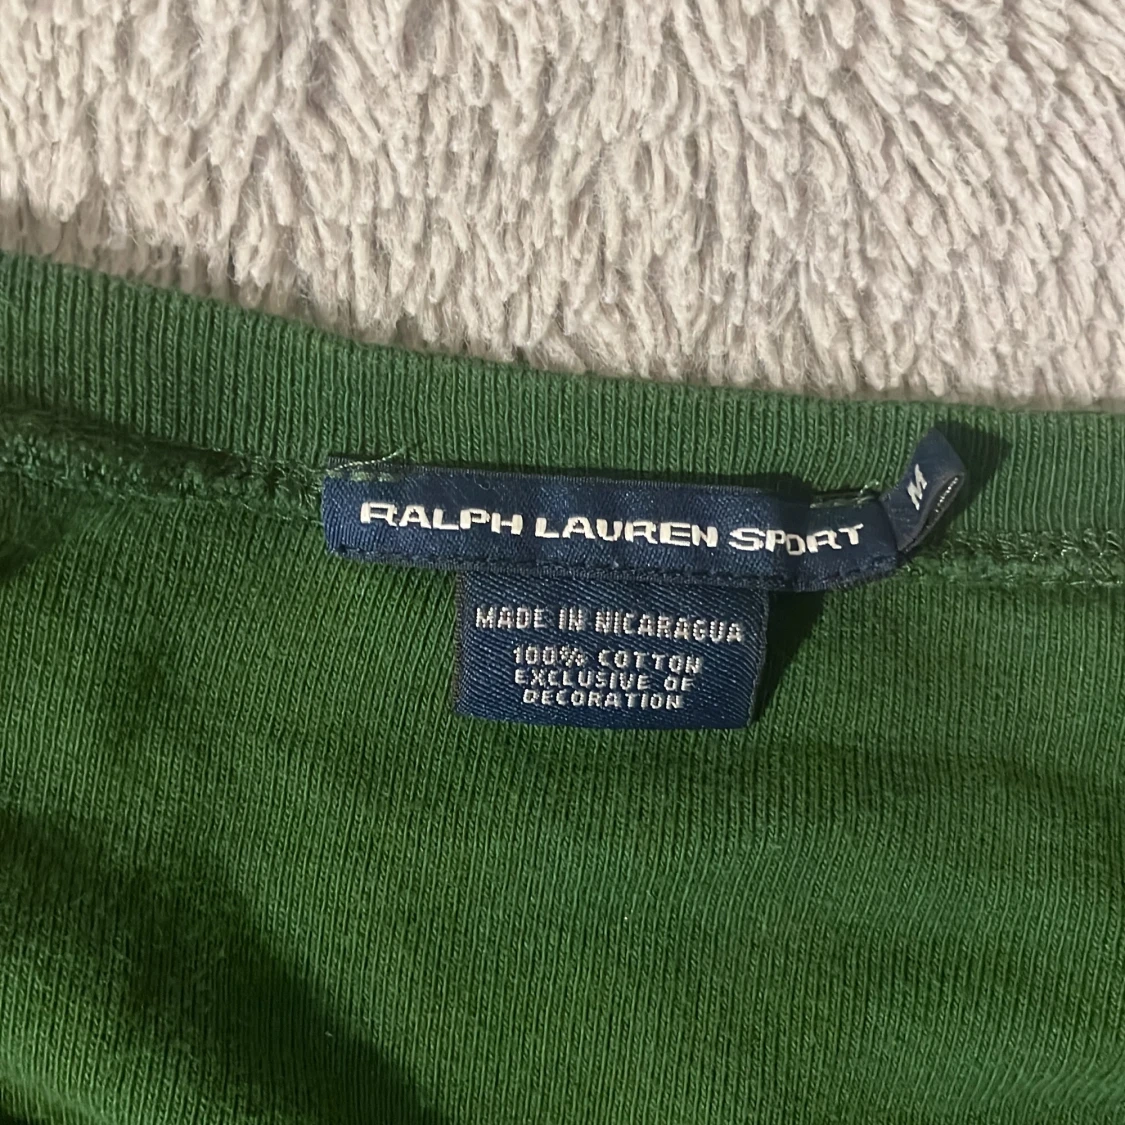 RALPH LAUREN SPORT
M
MADE IN NICARAGUA
100% COTTON
EXCLUSIVE OF
DECORATION